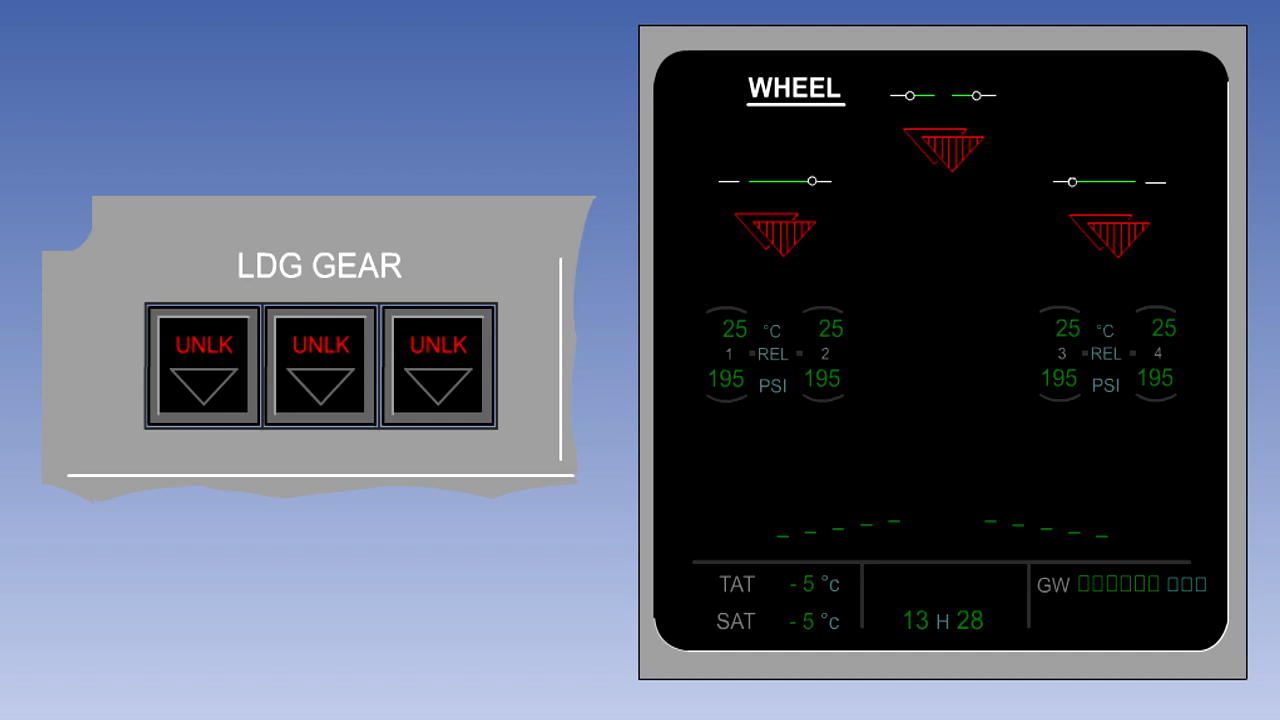 LDG GEAR
UNLK UNLK UNLK
WHEEL
25 °C 25
1 REL 2
195 PSI 195
25 °C 25
3 REL 4
195 PSI 195
TAT - 5 °c
SAT - 5 °c
13 H 28
GW